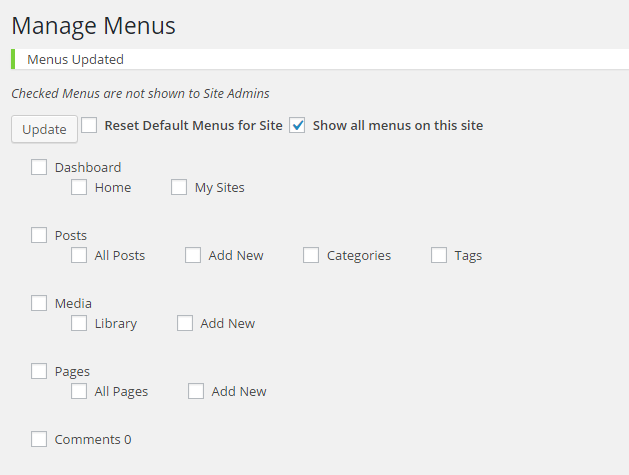 Manage Menus
Menus Updated
Checked Menus are not shown to Site Admins
Update Reset Default Menus for Site Show all menus on this site
Dashboard
Home My Sites
Posts
All Posts Add New Categories Tags
Media
Library Add New
Pages
All Pages Add New
Comments 0